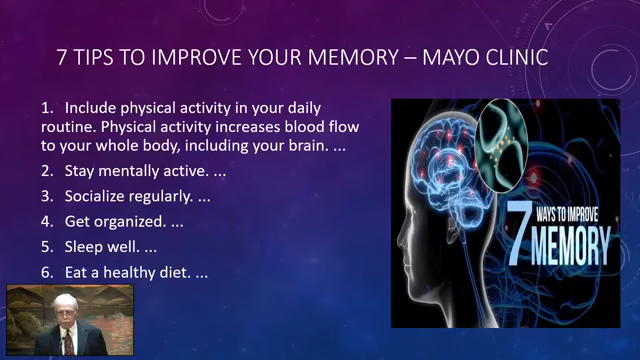 7 TIPS TO IMPROVE YOUR MEMORY – MAYO CLINIC
1. Include physical activity in your daily
routine. Physical activity increases blood flow
to your whole body, including your brain. ...
2. Stay mentally active. ...
3. Socialize regularly. ...
4. Get organized. ...
5. Sleep well. ...
6. Eat a healthy diet. ...
7 WAYS TO IMPROVE
MEMORY